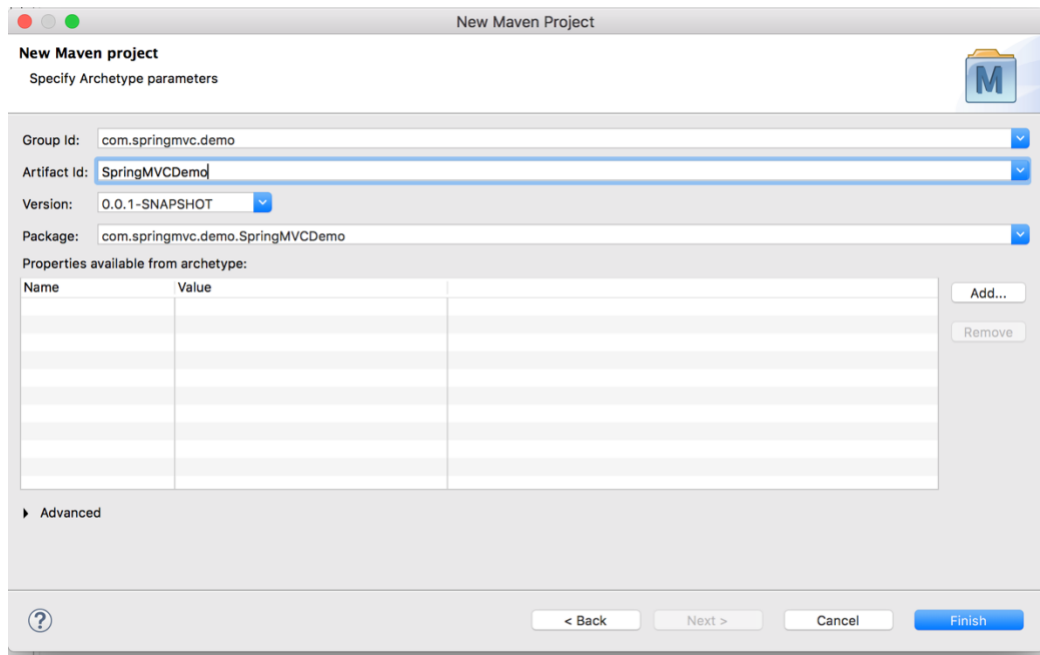 New Maven Project
New Maven project
Specify Archetype parameters
M
Group Id: com.springmvc.demo
Artifact Id: SpringMVCDemo
Version: 0.0.1-SNAPSHOT
Package: com.springmvc.demo.SpringMVCDemo
Properties available from archetype:
Name Value
Add...
Remove
Advanced
? < Back Next > Cancel Finish